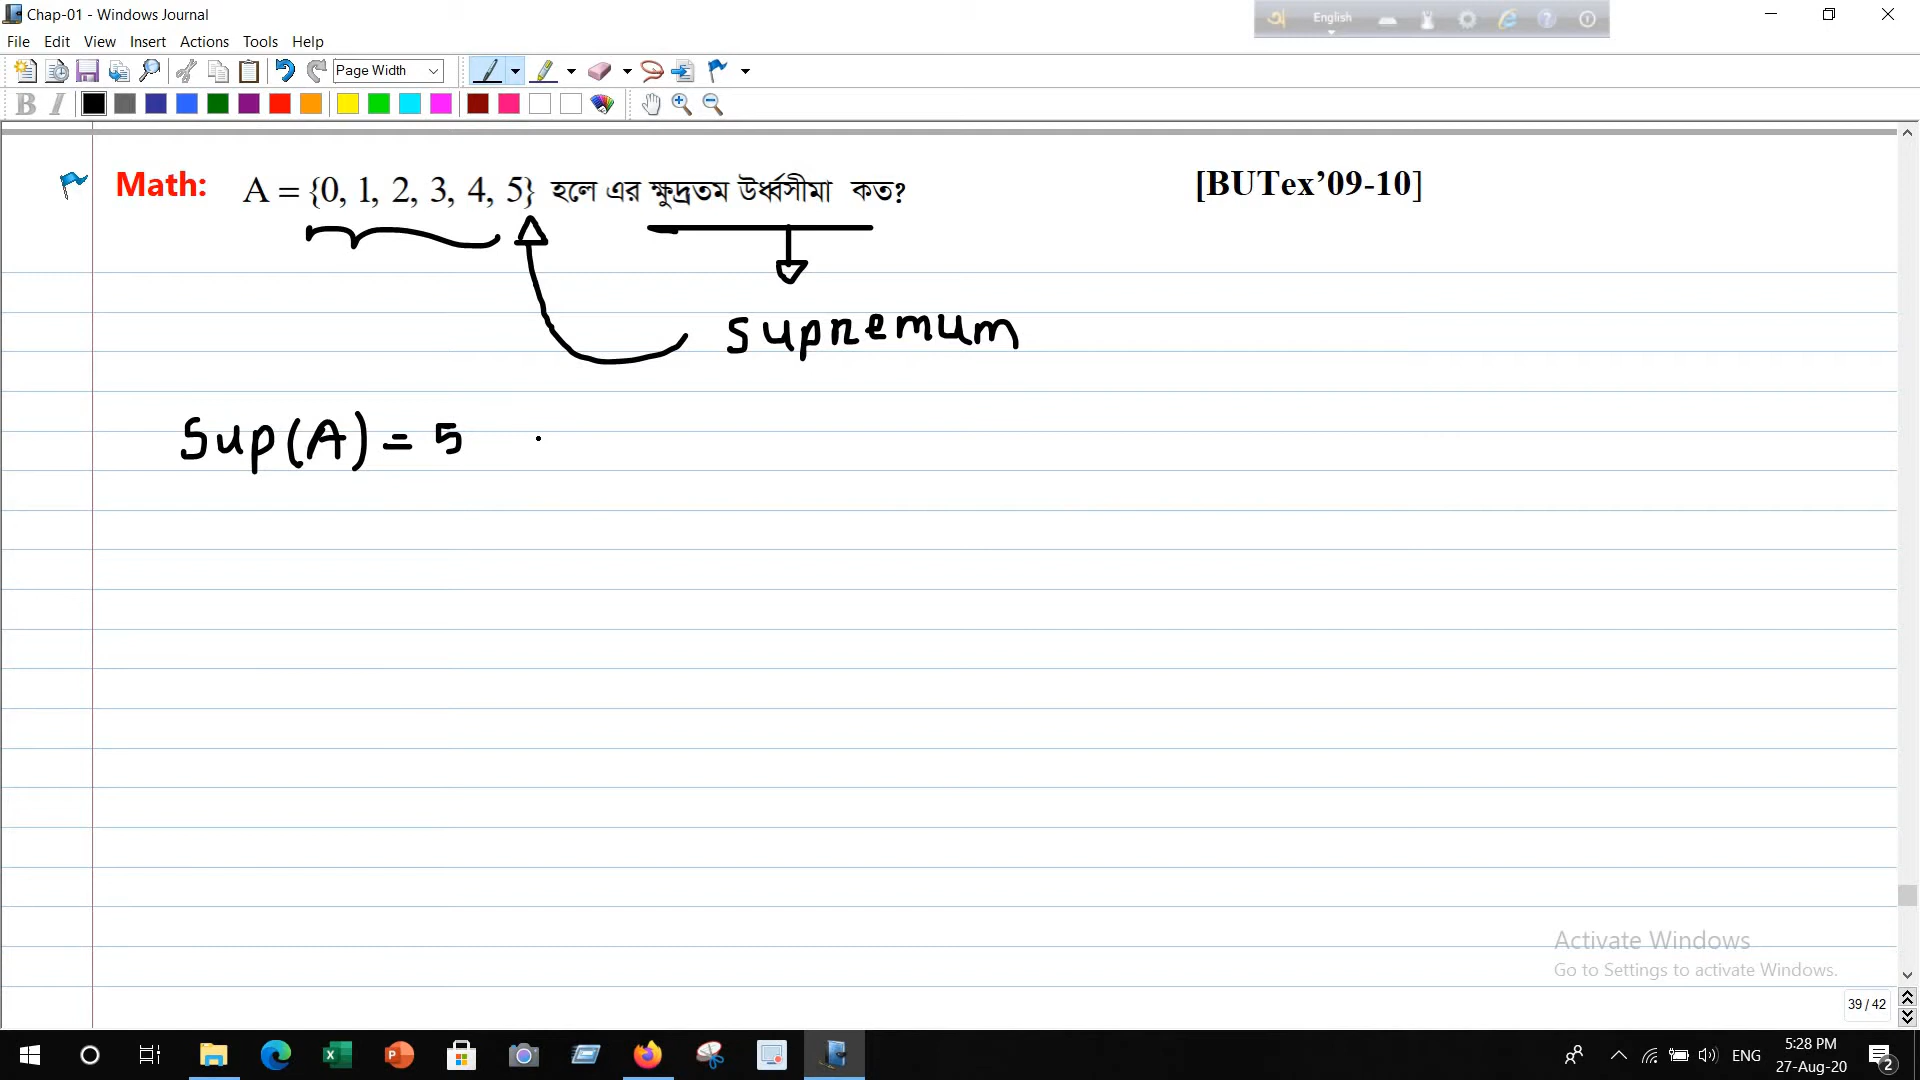 Chap-01 - Windows Journal
English
File Edit View Insert Actions Tools Help
Page Width
B I
Math: A = {0, 1, 2, 3, 4, 5} হলে এর ক্ষুদ্রতম উর্ধ্বসীমা কত? [BUTex’09-10]
Supremum
Sup(A) = 5
Activate Windows
Go to Settings to activate Windows.
39 / 42
ENG
5:28 PM
27-Aug-20
2